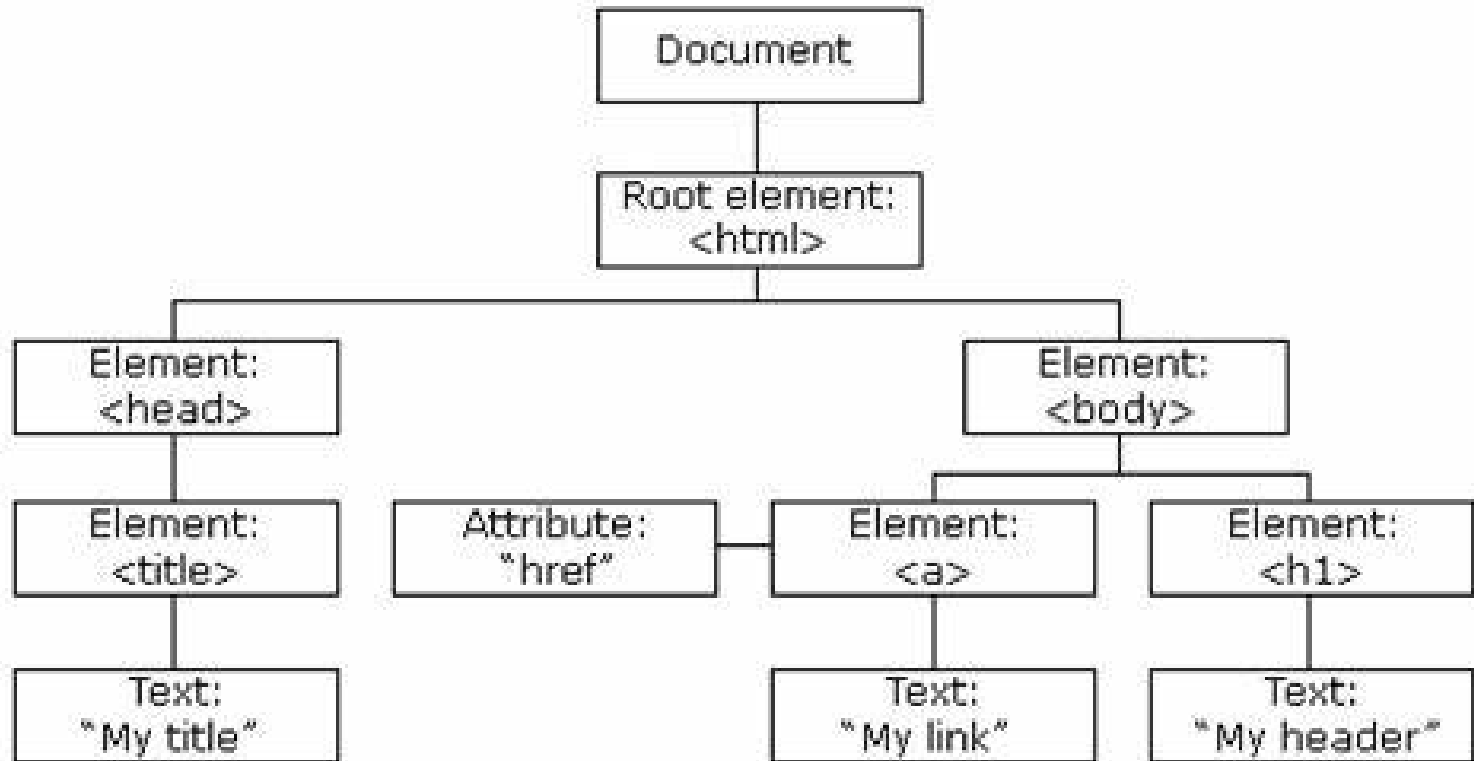 Document
Root element:
<html>
Element:
<head>
Element:
<body>
Element:
<title>
Attribute:
“href”
Element:
<a>
Element:
<h1>
Text:
“My title”
Text:
“My link”
Text:
“My header”